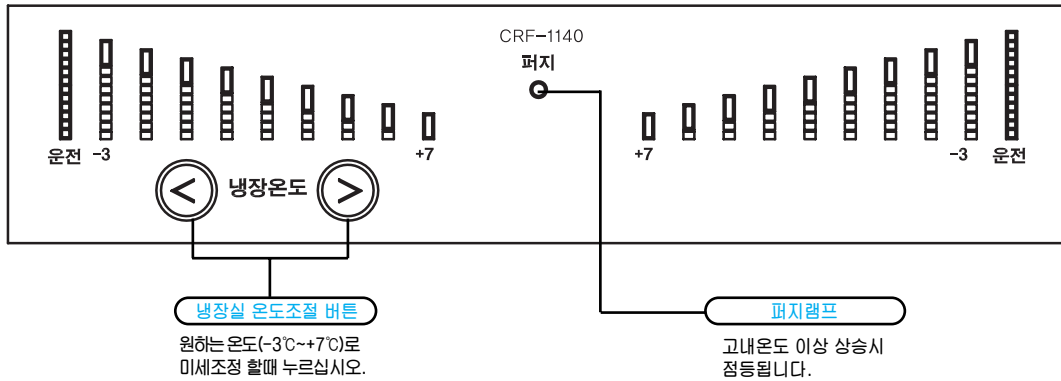 CRF-1140
퍼지
운전 -3 +7
+7 -3 운전
< 냉장온도 >
냉장실 온도조절 버튼
원하는 온도(-3℃~+7℃)로
미세조정 할때 누르십시오.
퍼지램프
고내온도 이상 상승시
점등됩니다.